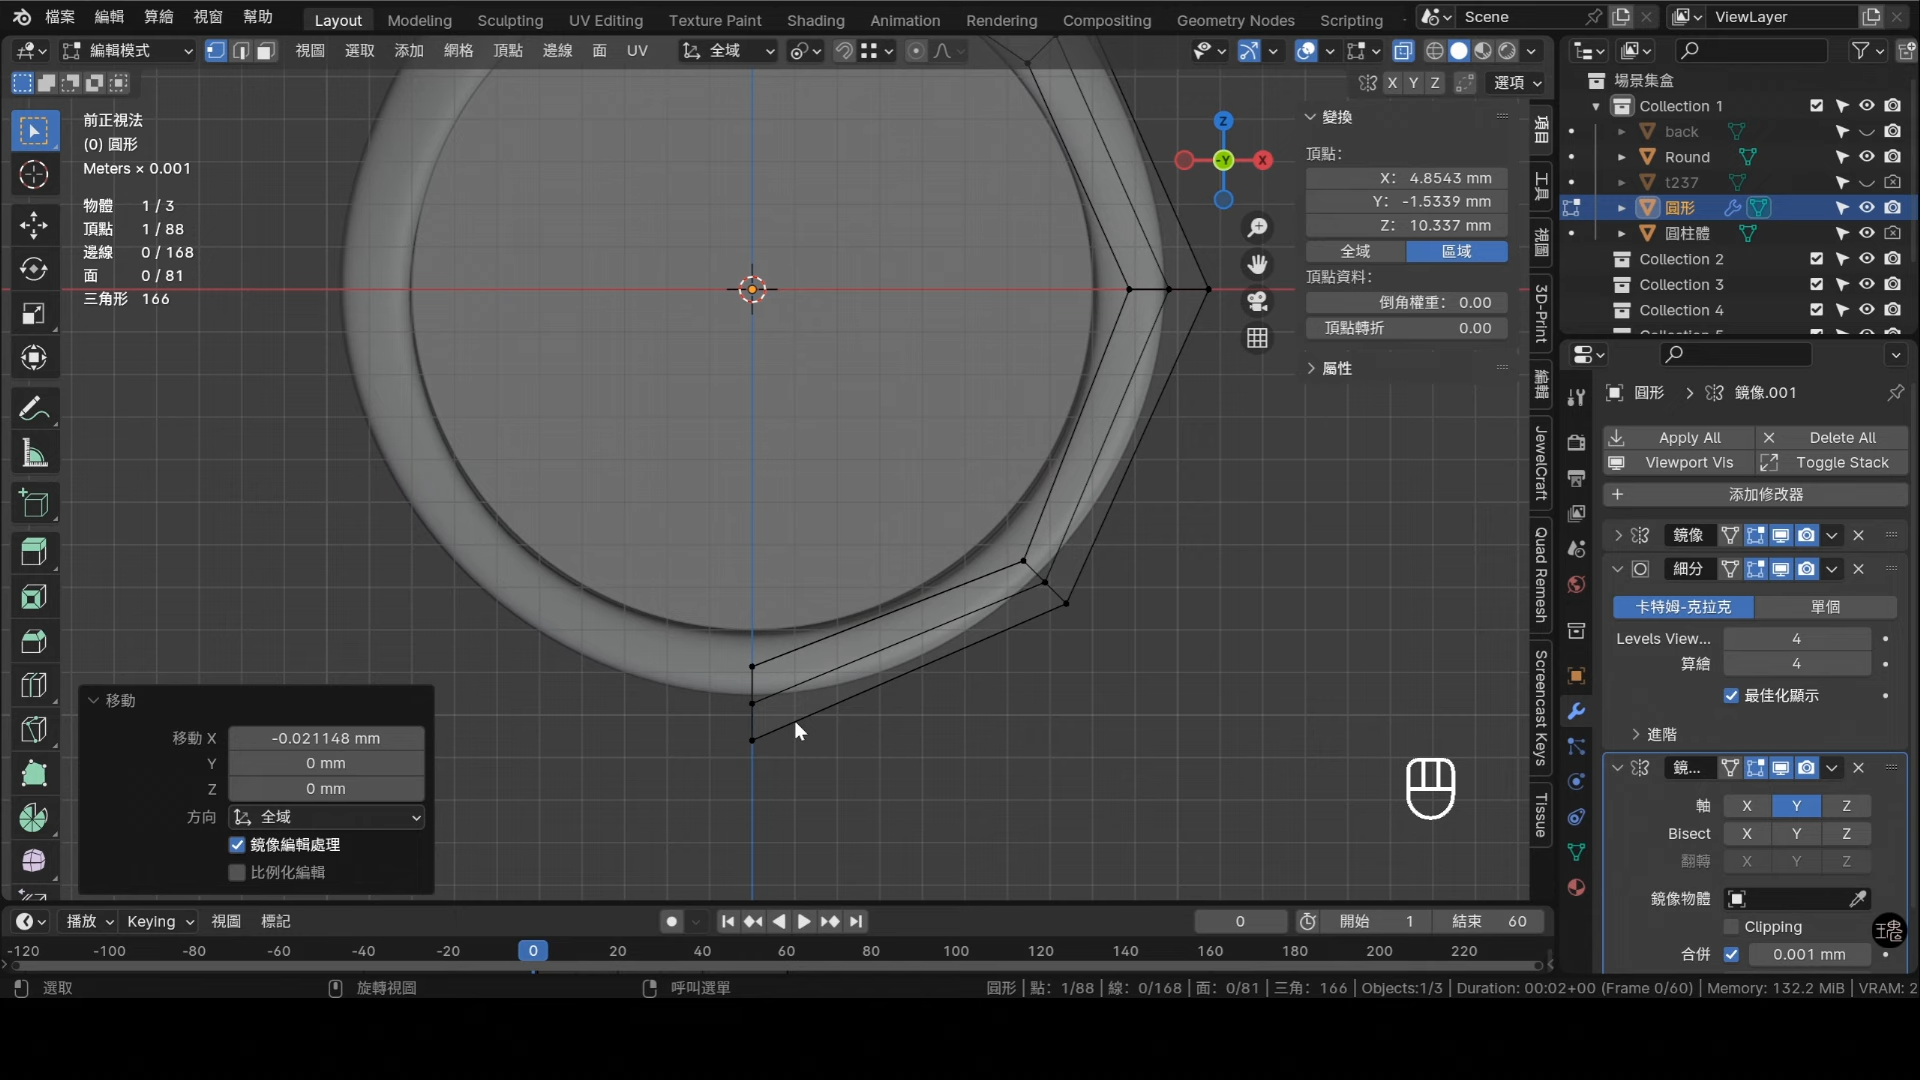 檔案 編輯 算繪 視窗 幫助 Layout Modeling Sculpting UV Editing Texture Paint Shading Animation Rendering Compositing Geometry Nodes Scripting Scene ViewLayer
編輯模式 視圖 選取 添加 網格 頂點 邊線 面 UV 全域
X Y Z 選項
前正視法
(0) 圓形
Meters × 0.001
物體 1 / 3
頂點 1 / 88
邊線 0 / 168
面 0 / 81
三角形 166
Z
-Y
X
變換
頂點：
X： 4.8543 mm
Y： -1.5339 mm
Z： 10.337 mm
全域 區域
頂點資料：
倒角權重： 0.00
頂點轉折 0.00
屬性
項目
工具
視圖
3D-Print
編輯
JewelCraft
Quad Remesh
Screencast Keys
Tissue
場景集盒
Collection 1
back
Round
t237
圓形
圓柱體
Collection 2
Collection 3
Collection 4
圓形 > 鏡像.001
Apply All Delete All
Viewport Vis Toggle Stack
添加修改器
鏡像
細分
卡特姆-克拉克 單個
Levels View... 4
算繪 4
最佳化顯示
進階
鏡...
軸 X Y Z
Bisect X Y Z
翻轉 X Y Z
鏡像物體
Clipping
合併 0.001 mm
移動
移動 X -0.021148 mm
Y 0 mm
Z 0 mm
方向 全域
鏡像編輯處理
比例化編輯
播放 Keying 視圖 標記 0 開始 1 結束 60
-120 -100 -80 -60 -40 -20 0 20 40 60 80 100 120 140 160 180 200 220
選取 旋轉視圖 呼叫選單 圓形 | 點： 1/88 | 線： 0/168 | 面： 0/81 | 三角： 166 | Objects:1/3 | Duration: 00:02+00 (Frame 0/60) | Memory: 132.2 MiB | VRAM: 2